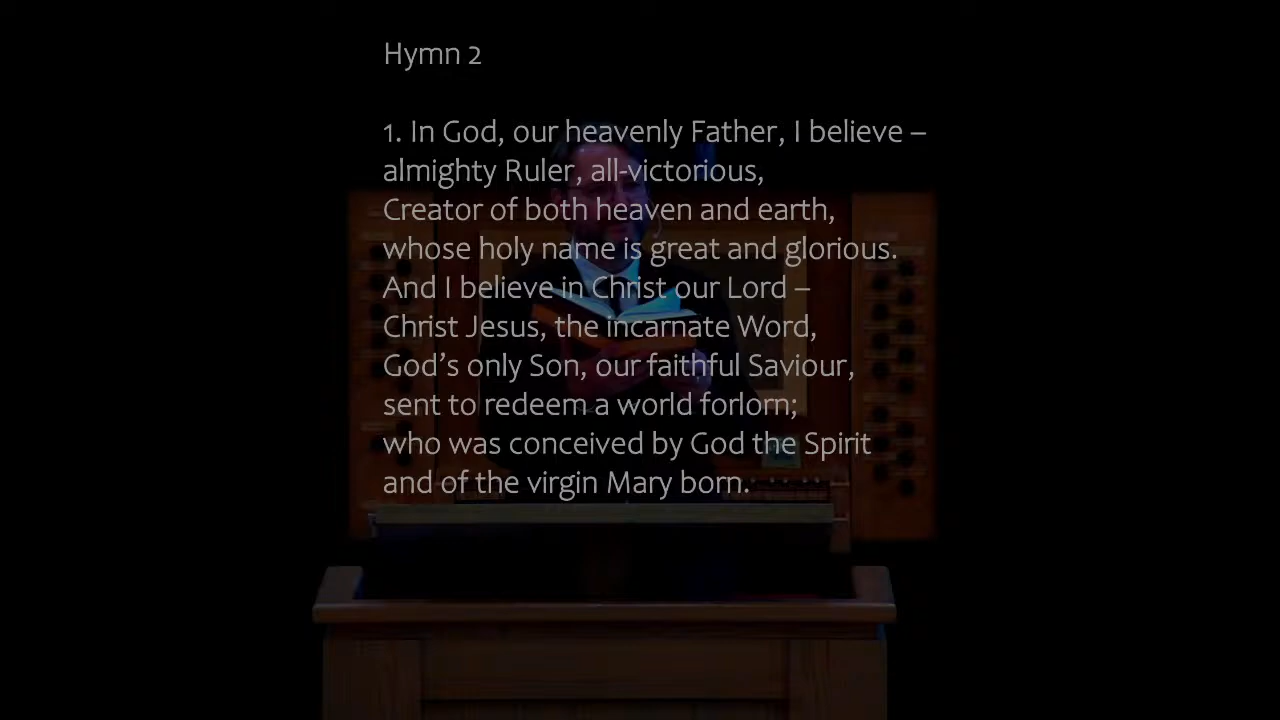 Hymn 2
1. In God, our heavenly Father, I believe –
almighty Ruler, all-victorious,
Creator of both heaven and earth,
whose holy name is great and glorious.
And I believe in Christ our Lord –
Christ Jesus, the incarnate Word,
God’s only Son, our faithful Saviour,
sent to redeem a world forlorn;
who was conceived by God the Spirit
and of the virgin Mary born.